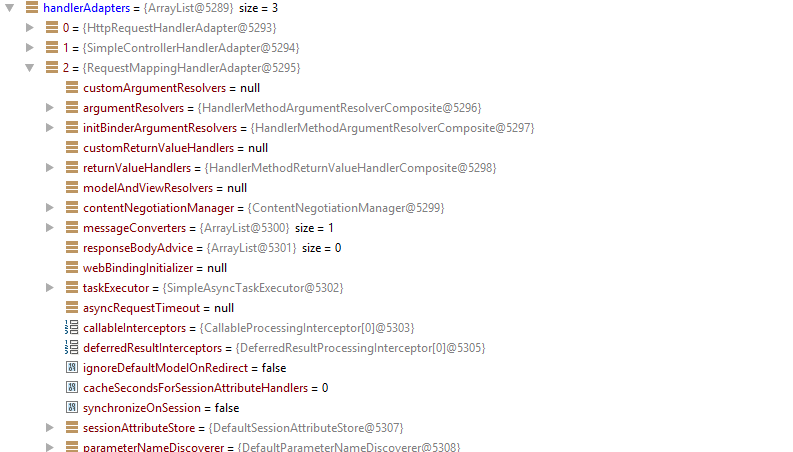 handlerAdapters = {ArrayList@5289} size = 3
0 = {HttpRequestHandlerAdapter@5293}
1 = {SimpleControllerHandlerAdapter@5294}
2 = {RequestMappingHandlerAdapter@5295}
customArgumentResolvers = null
argumentResolvers = {HandlerMethodArgumentResolverComposite@5296}
initBinderArgumentResolvers = {HandlerMethodArgumentResolverComposite@5297}
customReturnValueHandlers = null
returnValueHandlers = {HandlerMethodReturnValueHandlerComposite@5298}
modelAndViewResolvers = null
contentNegotiationManager = {ContentNegotiationManager@5299}
messageConverters = {ArrayList@5300} size = 1
responseBodyAdvice = {ArrayList@5301} size = 0
webBindingInitializer = null
taskExecutor = {SimpleAsyncTaskExecutor@5302}
asyncRequestTimeout = null
callableInterceptors = {CallableProcessingInterceptor[0]@5303}
deferredResultInterceptors = {DeferredResultProcessingInterceptor[0]@5305}
ignoreDefaultModelOnRedirect = false
cacheSecondsForSessionAttributeHandlers = 0
synchronizeOnSession = false
sessionAttributeStore = {DefaultSessionAttributeStore@5307}
parameterNameDiscoverer = {DefaultParameterNameDiscoverer@5308}